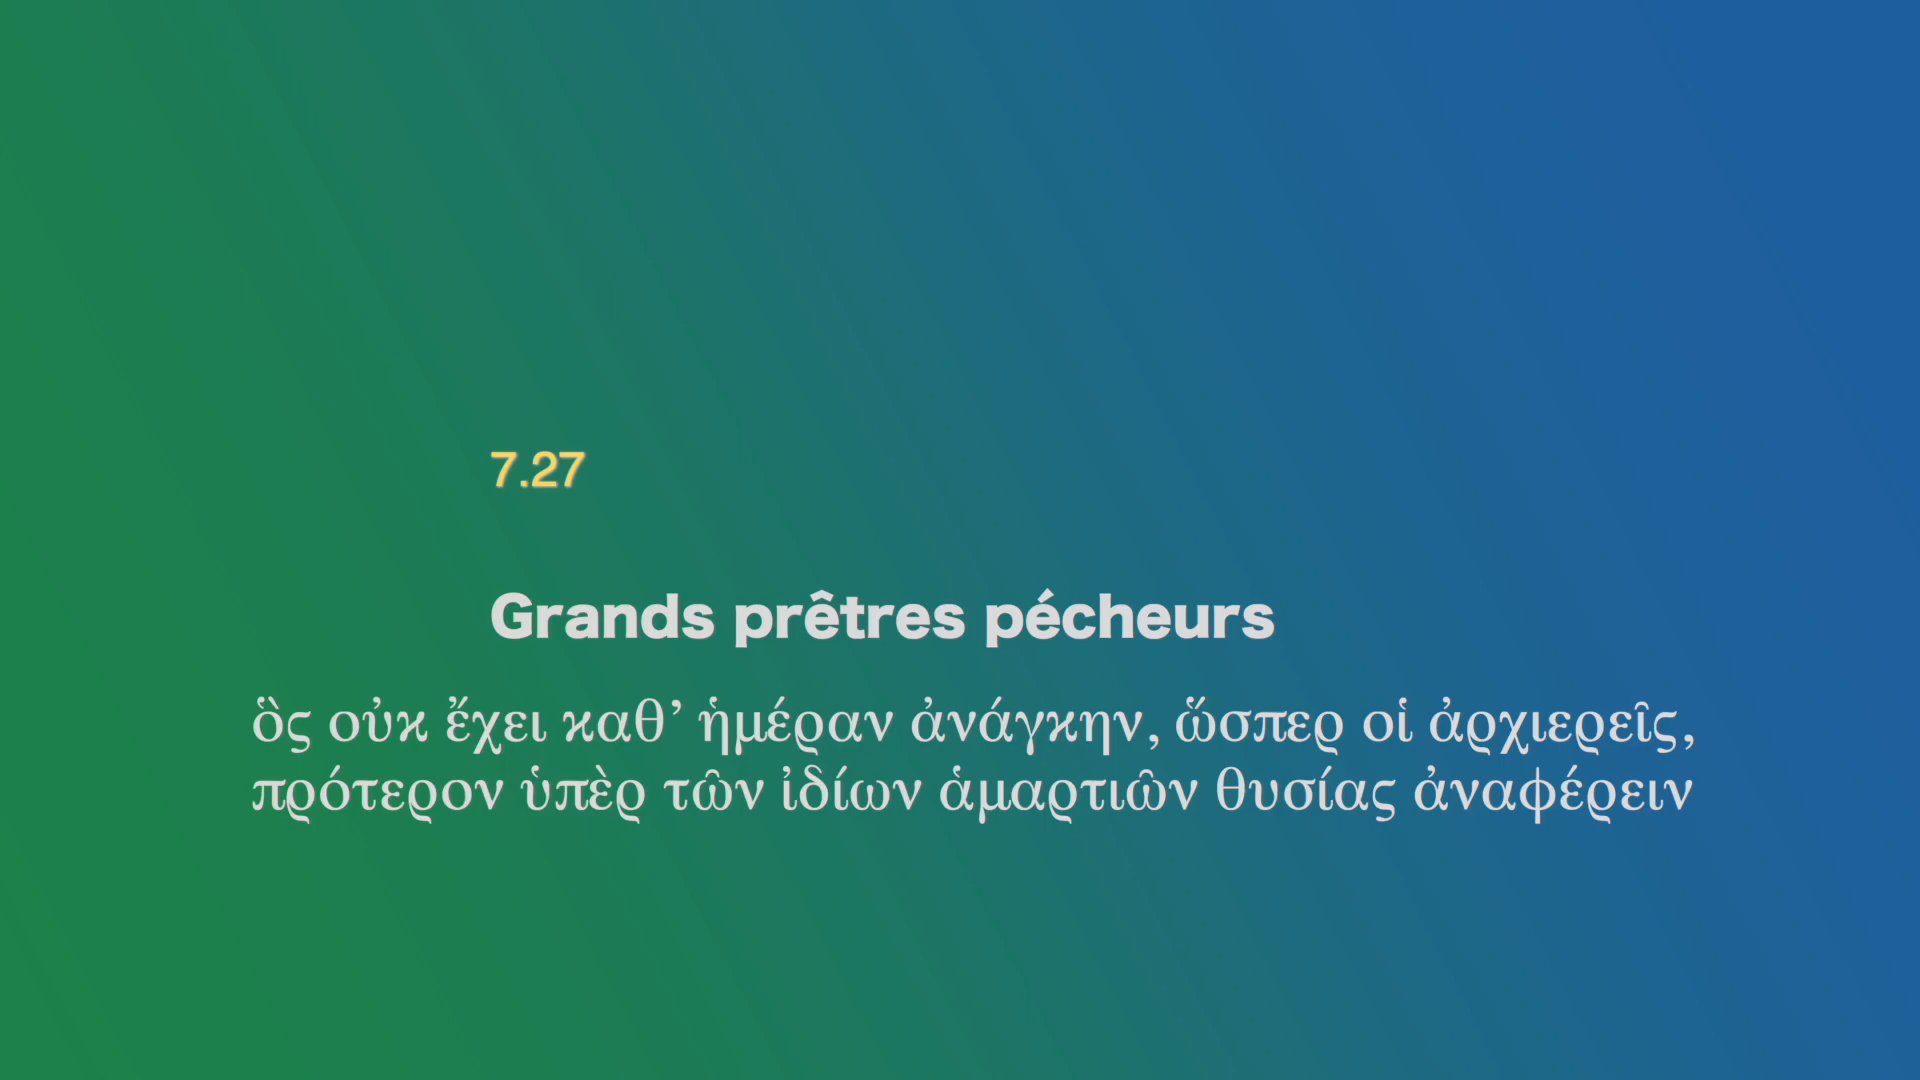 7.27
Grands prêtres pécheurs
ὃς οὐκ ἔχει καθ’ ἡμέραν ἀνάγκην, ὥσπερ οἱ ἀρχιερεῖς,
πρότερον ὑπὲρ τῶν ἰδίων ἁμαρτιῶν θυσίας ἀναφέρειν